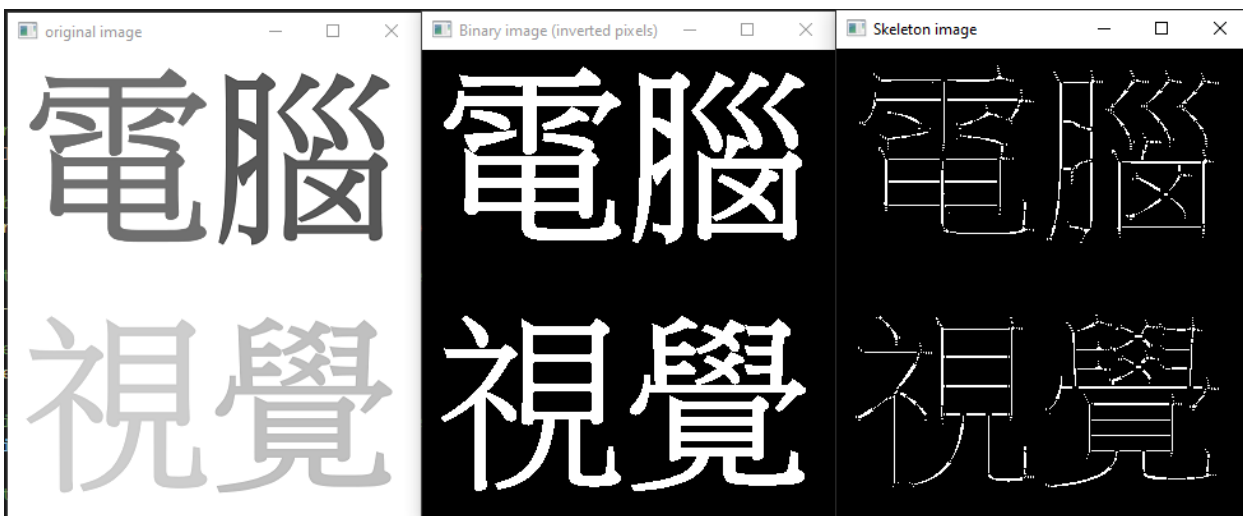 original image
電腦
視覺
Binary image (inverted pixels)
電腦
視覺
Skeleton image
電腦
視覺